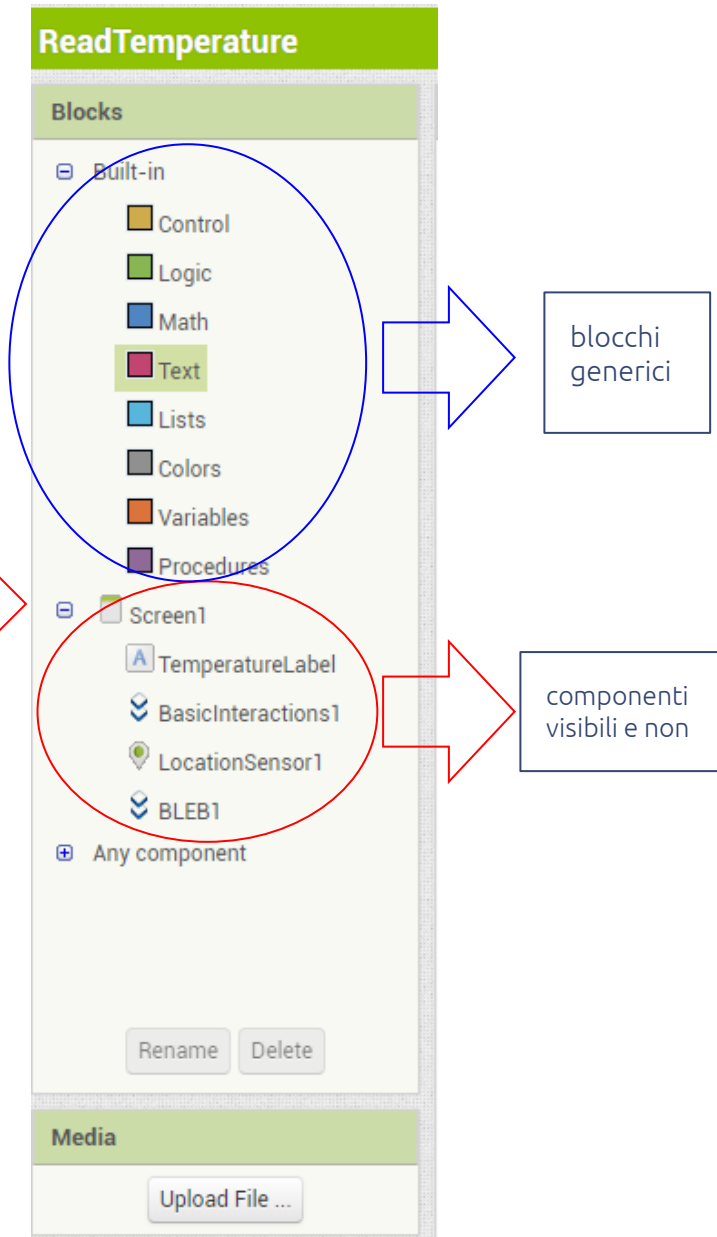 ReadTemperature
Blocks
Built-in
Control
Logic
Math
Text
Lists
Colors
Variables
Procedures
Screen1
A TemperatureLabel
BasicInteractions1
LocationSensor1
BLEB1
Any component
Rename Delete
Media
Upload File ...
blocchi
generici
componenti
visibili e non